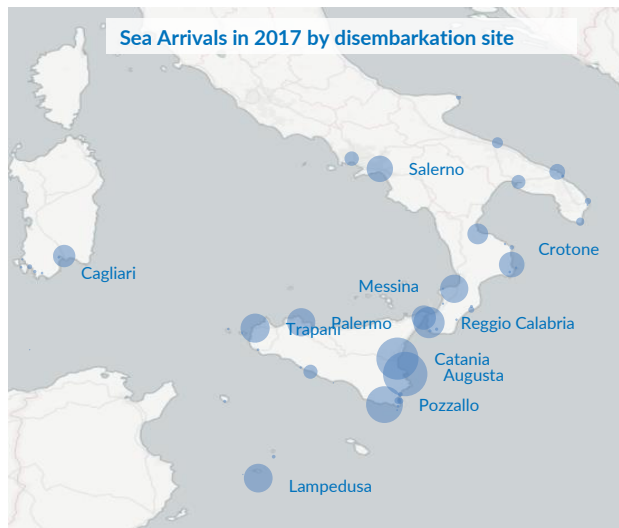 Sea Arrivals in 2017 by disembarkation site
Salerno
Crotone
Cagliari
Messina
Trapani
Palermo
Reggio Calabria
Catania
Augusta
Pozzallo
Lampedusa